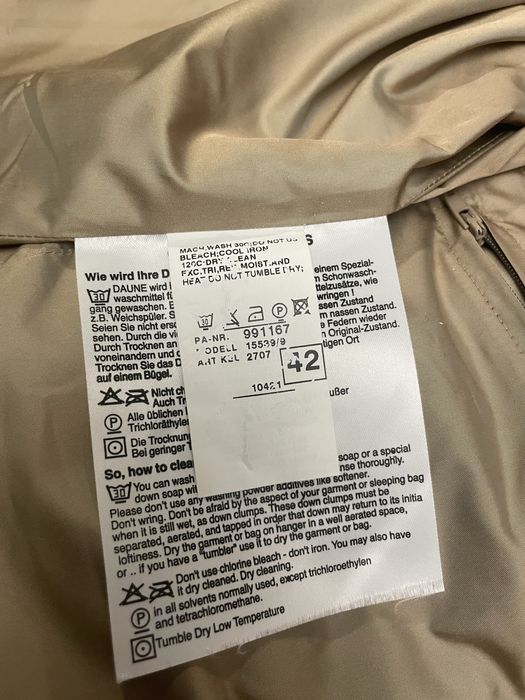 MACH.WASH 30C;DO NOT US
BLEACH;COOL IRON
120C:DRY CLEAN
EXC.TRI,RE MOIST.AND
HEAT DO NOT TUMBLE DRY;
30
P
PA-NR. 991167
MODELL 15539/9
ART KBL 2707
42
10421
Wie wird Ihre D
S
30 DAUNE wird
einem Spezial-
waschmittel f
m Schonwasch-
gang gewaschen.
ttelzusätze, wie
z.B. Weichspüler. S
wringen !
Seien Sie nicht ers
assen Zustand
sehen. Durch die vi
m nassen Zustand
Durch Trocknen an
e Federn wieder
voneinandern und
n Original-Zustand.
Trocknen Sie das D
tigen Ort
auf einem Bügel.
Nicht ch
Auch Tr
P Alle üblichen
Trichloräthyle
Die Trocknun
Bei geringer T
So, how to clea
30 You can wash
soap or a special
down soap wi
nse thoroughly.
Please don't use any washing powder additives like softener.
Don't wring. Don't be afraid by the aspect of your garment or sleeping bag
when it is still wet, as down clumps. These down clumps must be
separated, aerated, and tapped in order that down may return to its initia
loftiness. Dry the garment or bag on hanger in a well aerated space,
or .. if you have a "tumbler" use it to dry the garment or bag.
Don't use chlorine bleach - don't iron. You may also have
it dry cleaned. Dry cleaning.
P in all solvents normally used, except trichloroethylen
and tetrachloromethane.
Tumble Dry Low Temperature